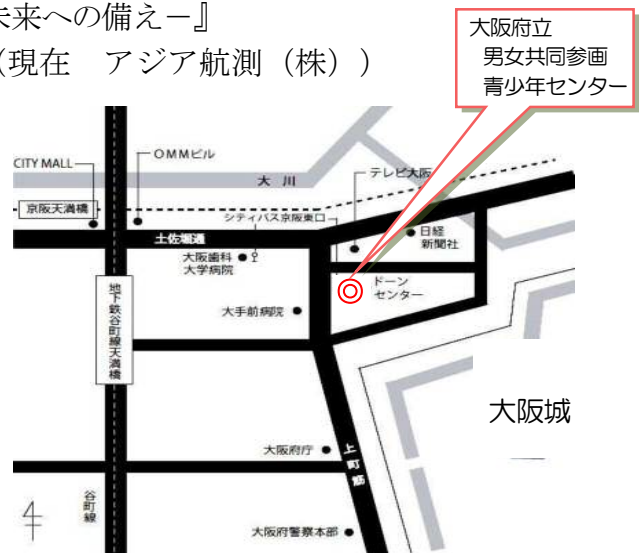 未来への備え－』
(現在　アジア航測（株）)
大阪府立
男女共同参画
青少年センター
CITY MALL
OMMビル
大川
テレビ大阪
京阪天満橋
シティバス京阪東口
土佐堀通
日経
新聞社
大阪歯科
大学病院
ドーン
センター
地下鉄谷町線天満橋
大手前病院
大阪城
大阪府庁
上町筋
谷町線
大阪府警察本部